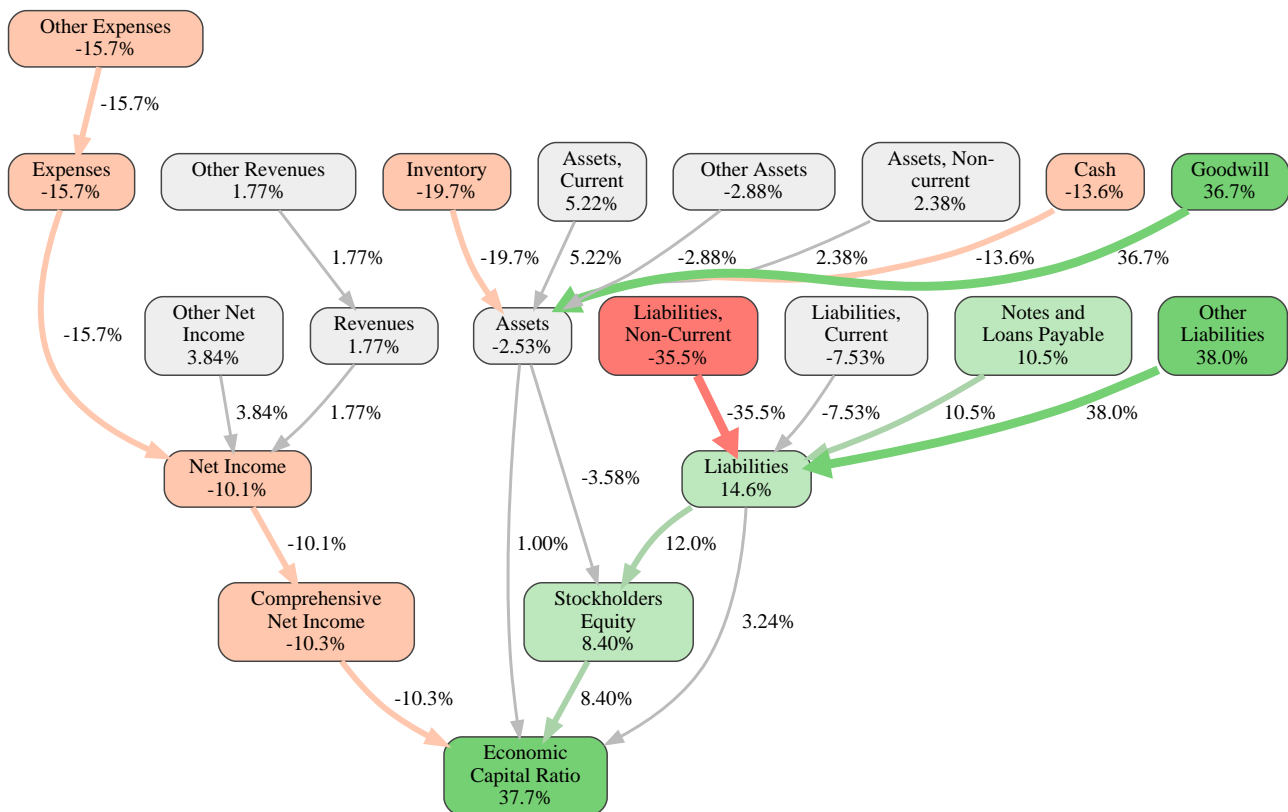 Other Expenses
-15.7%
-15.7%
Expenses
-15.7%
Other Revenues
1.77%
Inventory
-19.7%
Assets,
Current
5.22%
Other Assets
-2.88%
Assets, Non-
current
2.38%
Cash
-13.6%
Goodwill
36.7%
1.77%
-19.7%
5.22%
-2.88%
2.38%
-13.6%
36.7%
-15.7%
Other Net
Income
3.84%
Revenues
1.77%
Assets
-2.53%
Liabilities,
Non-Current
-35.5%
Liabilities,
Current
-7.53%
Notes and
Loans Payable
10.5%
Other
Liabilities
38.0%
3.84%
1.77%
-35.5%
-7.53%
10.5%
38.0%
Net Income
-10.1%
-3.58%
Liabilities
14.6%
-10.1%
1.00%
12.0%
Comprehensive
Net Income
-10.3%
Stockholders
Equity
8.40%
3.24%
-10.3%
8.40%
Economic
Capital Ratio
37.7%